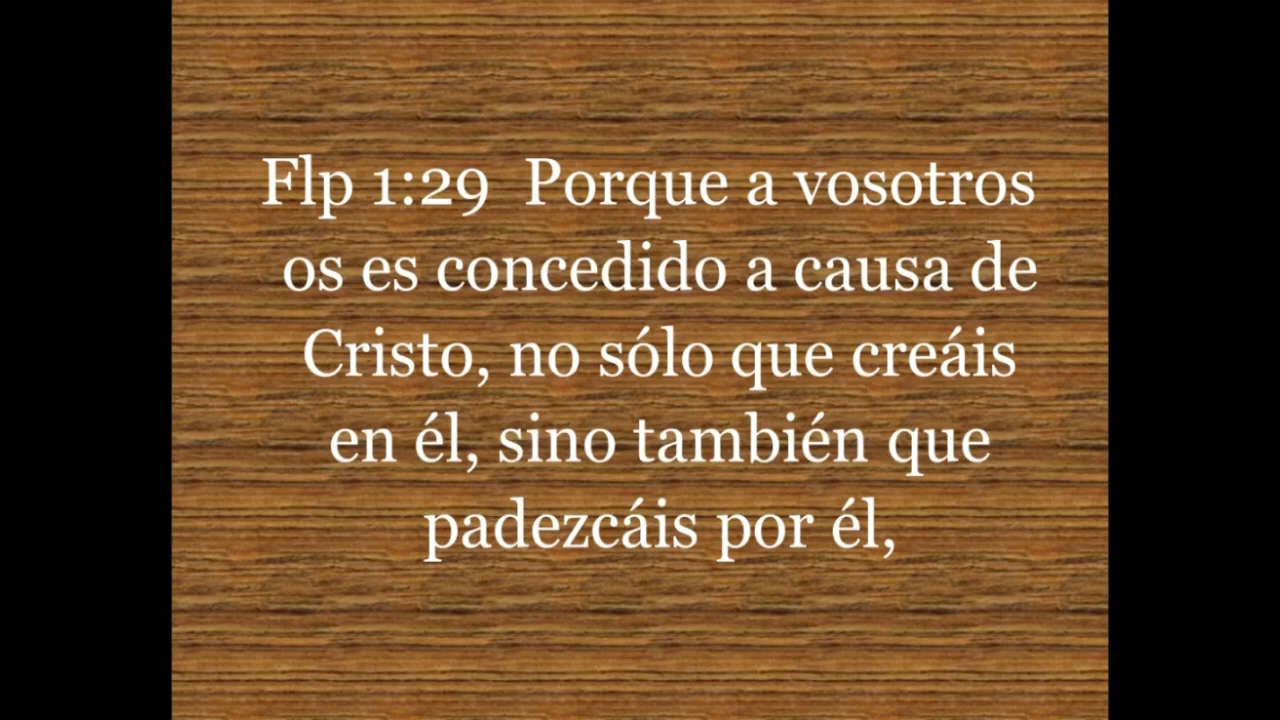 Flp 1:29  Porque a vosotros
os es concedido a causa de
Cristo, no sólo que creáis
en él, sino también que
padezcáis por él,